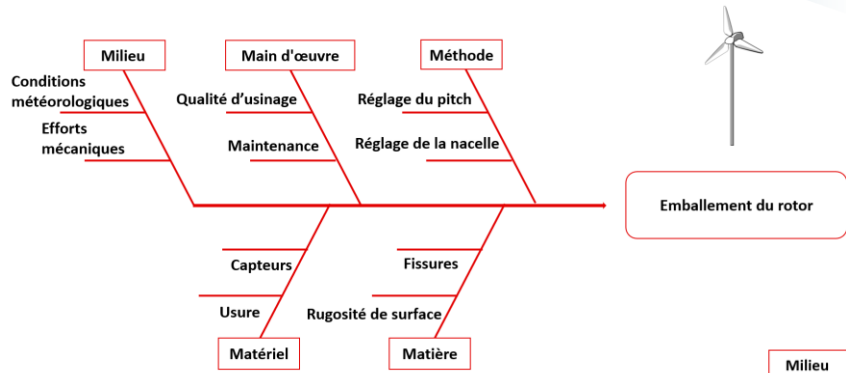 Milieu
Main d'œuvre
Méthode
Conditions
météorologiques
Efforts
mécaniques
Qualité d’usinage
Maintenance
Réglage du pitch
Réglage de la nacelle
Emballement du rotor
Capteurs
Usure
Fissures
Rugosité de surface
Matériel
Matière
Milieu